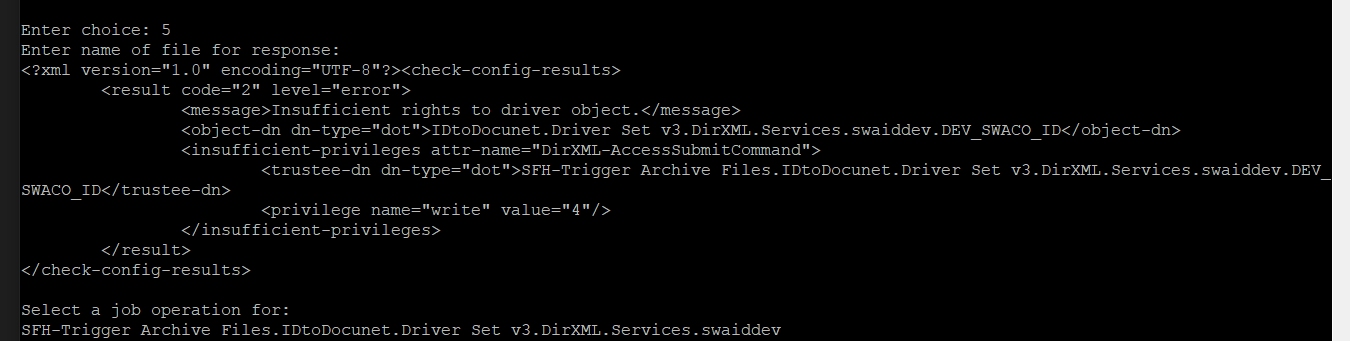 Enter choice: 5
Enter name of file for response:
<?xml version="1.0" encoding="UTF-8"?><check-config-results>
        <result code="2" level="error">
                <message>Insufficient rights to driver object.</message>
                <object-dn dn-type="dot">IDtoDocunet.Driver Set v3.DirXML.Services.swaiddev.DEV_SWACO_ID</object-dn>
                <insufficient-privileges attr-name="DirXML-AccessSubmitCommand">
                        <trustee-dn dn-type="dot">SFH-Trigger Archive Files.IDtoDocunet.Driver Set v3.DirXML.Services.swaiddev.DEV_
SWACO_ID</trustee-dn>
                        <privilege name="write" value="4"/>
                </insufficient-privileges>
        </result>
</check-config-results>
Select a job operation for:
SFH-Trigger Archive Files.IDtoDocunet.Driver Set v3.DirXML.Services.swaiddev